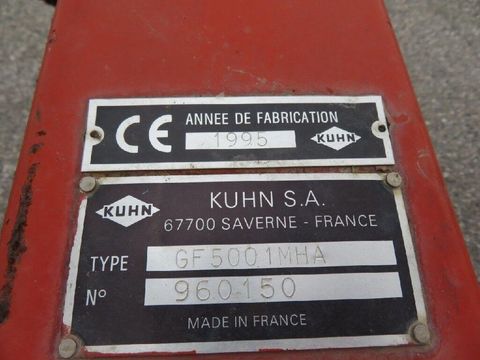 CE ANNEE DE FABRICATION
1995 KUHN
KUHN KUHN S.A.
67700 SAVERNE - FRANCE
TYPE GF5001MHA
N° 960150
MADE IN FRANCE